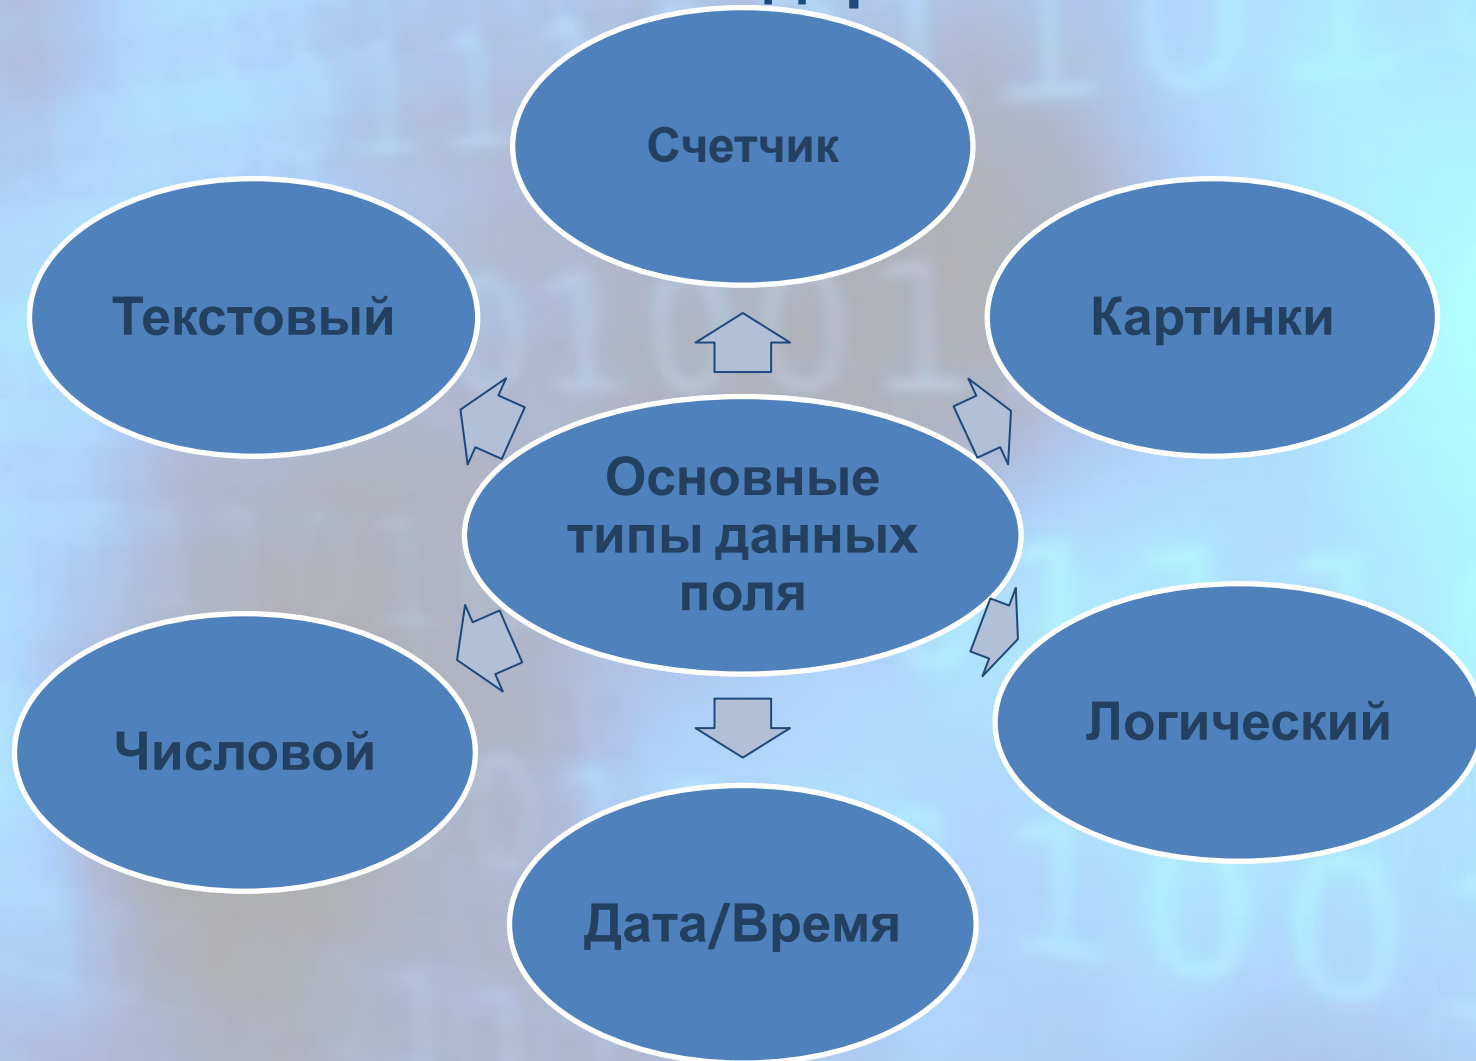 Счетчик
Текстовый
Картинки
Основные
типы данных
поля
Числовой
Логический
Дата/Время